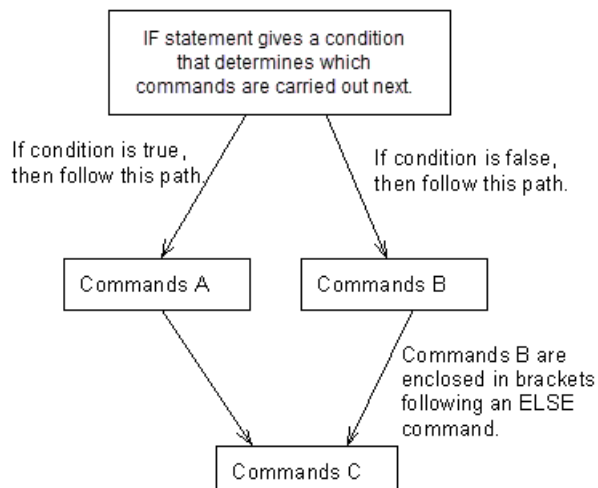 IF statement gives a condition
that determines which
commands are carried out next.
If condition is true,
then follow this path.
If condition is false,
then follow this path.
Commands A
Commands B
Commands B are
enclosed in brackets
following an ELSE
command.
Commands C